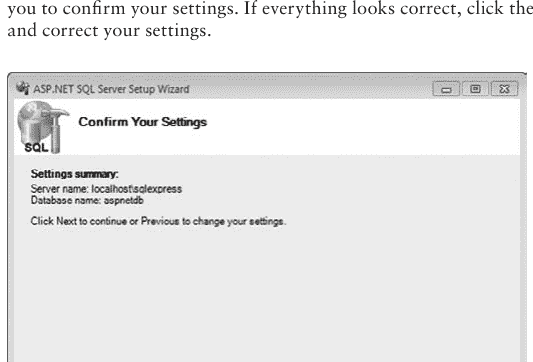 you to confirm your settings. If everything looks correct, click the
and correct your settings.
ASP.NET SQL Server Setup Wizard
SQL
Confirm Your Settings
Settings summary:
Server name: localhost\sqlexpress
Database name: aspnetdb
Click Next to continue or Previous to change your settings.